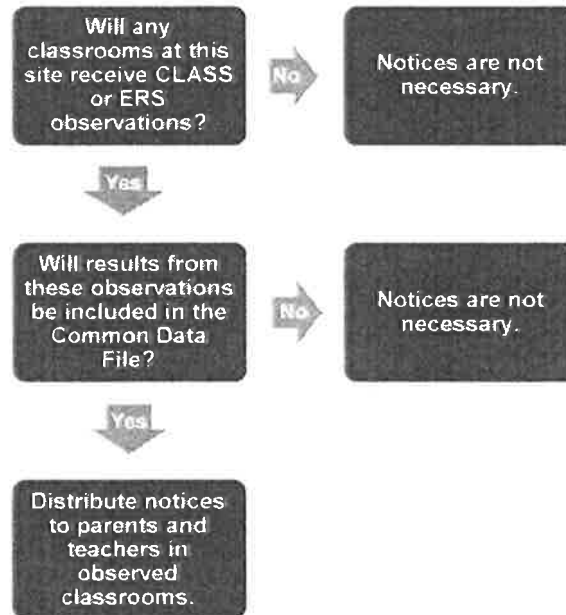 Will any
classrooms at this
site receive CLASS
or ERS
observations?
No
Notices are not
necessary.
Yes
Will results from
these observations
be included in the
Common Data
File?
No
Notices are not
necessary.
Yes
Distribute notices
to parents and
teachers in
observed
classrooms.